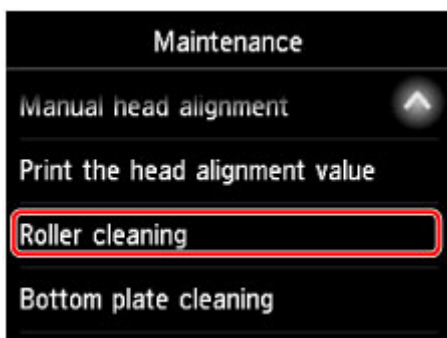 Maintenance
Manual head alignment
Print the head alignment value
Roller cleaning
Bottom plate cleaning